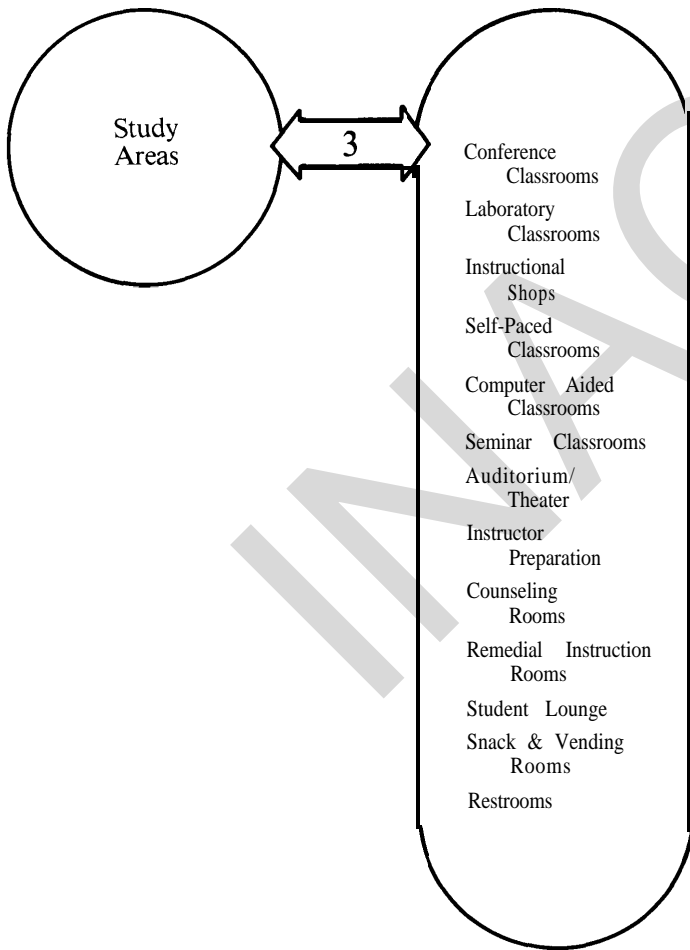 Study
Areas
3
Conference
Classrooms
Laboratory
Classrooms
Instructional
Shops
Self-Paced
Classrooms
Computer Aided
Classrooms
Seminar Classrooms
Auditorium/
Theater
Instructor
Preparation
Counseling
Rooms
Remedial Instruction
Rooms
Student Lounge
Snack & Vending
Rooms
Restrooms
INAC